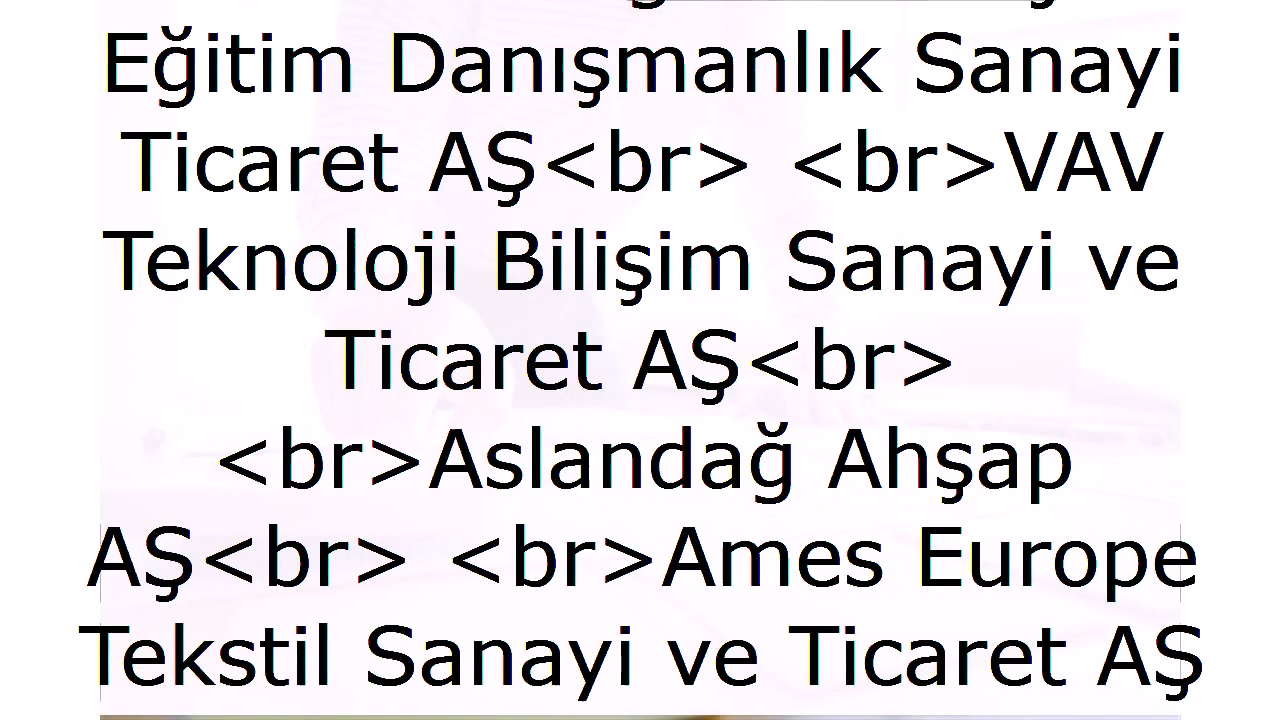 Eğitim Danışmanlık Sanayi
Ticaret AŞ<br> <br>VAV
Teknoloji Bilişim Sanayi ve
Ticaret AŞ<br>
<br>Aslandağ Ahşap
AŞ<br> <br>Ames Europe
Tekstil Sanayi ve Ticaret AŞ